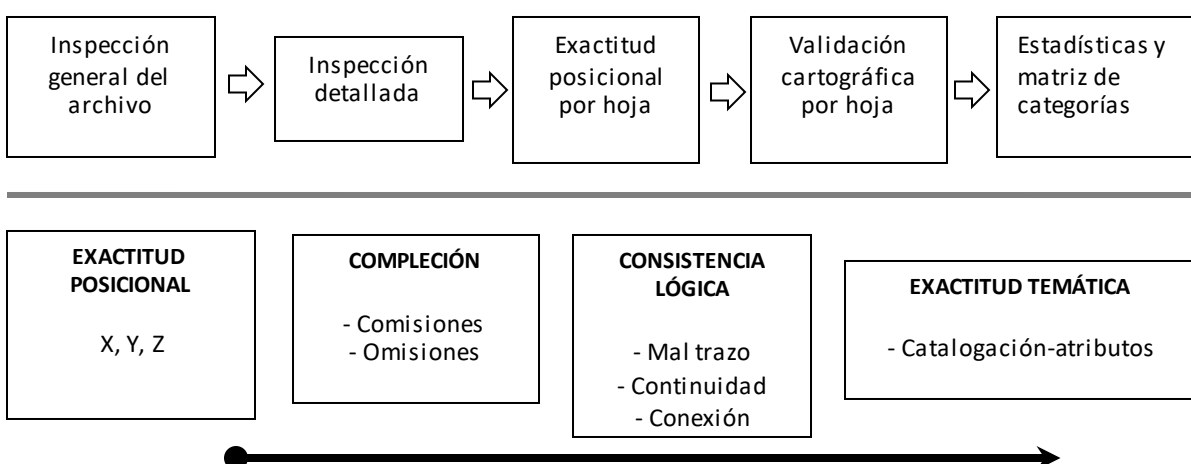 Inspección
general del
archivo
Inspección
detallada
Exactitud
posicional
por hoja
Validación
cartográfica
por hoja
Estadísticas y
matriz de
categorías
EXACTITUD
POSICIONAL
X, Y, Z
COMPLECIÓN
- Comisiones
- Omisiones
CONSISTENCIA
LÓGICA
- Mal trazo
- Continuidad
- Conexión
EXACTITUD TEMÁTICA
- Catalogación-atributos